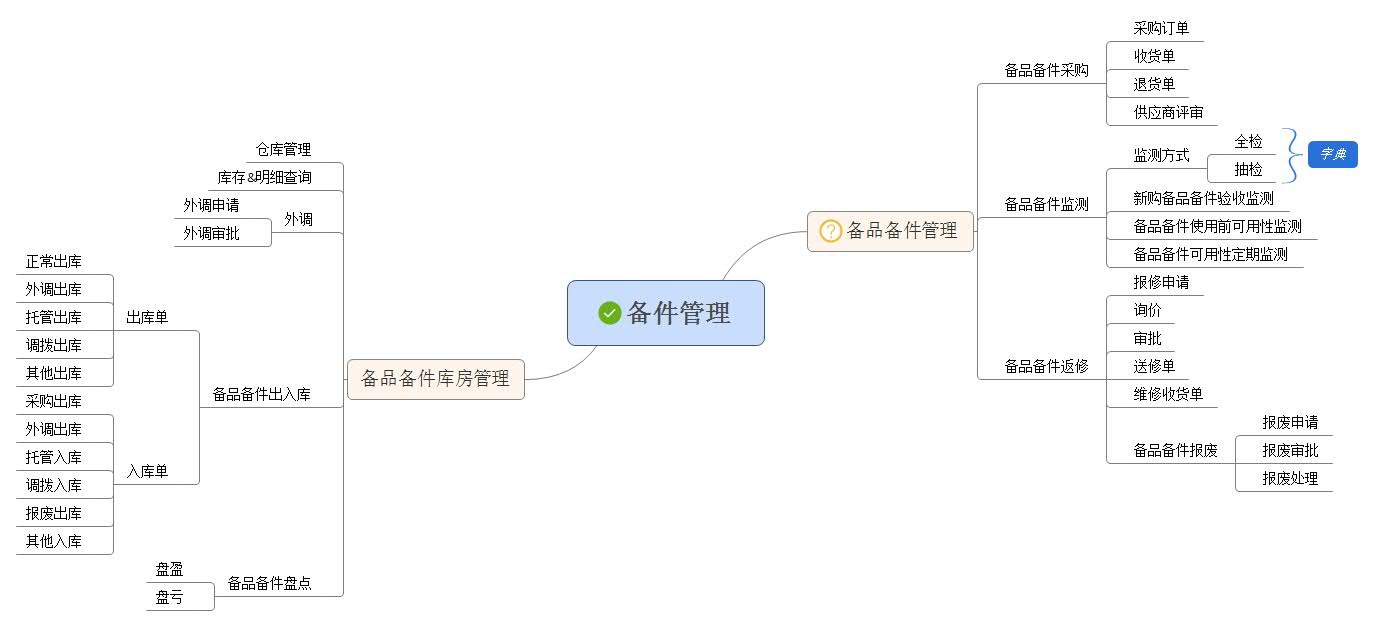 备件管理
备品备件管理
备品备件采购
采购订单
收货单
退货单
供应商评审
备品备件监测
监测方式
全检
抽检
字典
新购备品备件验收监测
备品备件使用前可用性监测
备品备件可用性定期监测
备品备件返修
报修申请
询价
审批
送修单
维修收货单
备品备件报废
报废申请
报废审批
报废处理
备品备件库房管理
仓库管理
库存&明细查询
外调
外调申请
外调审批
备品备件出入库
出库单
正常出库
外调出库
托管出库
调拨出库
其他出库
入库单
采购出库
外调出库
托管入库
调拨入库
报废出库
其他入库
备品备件盘点
盘盈
盘亏